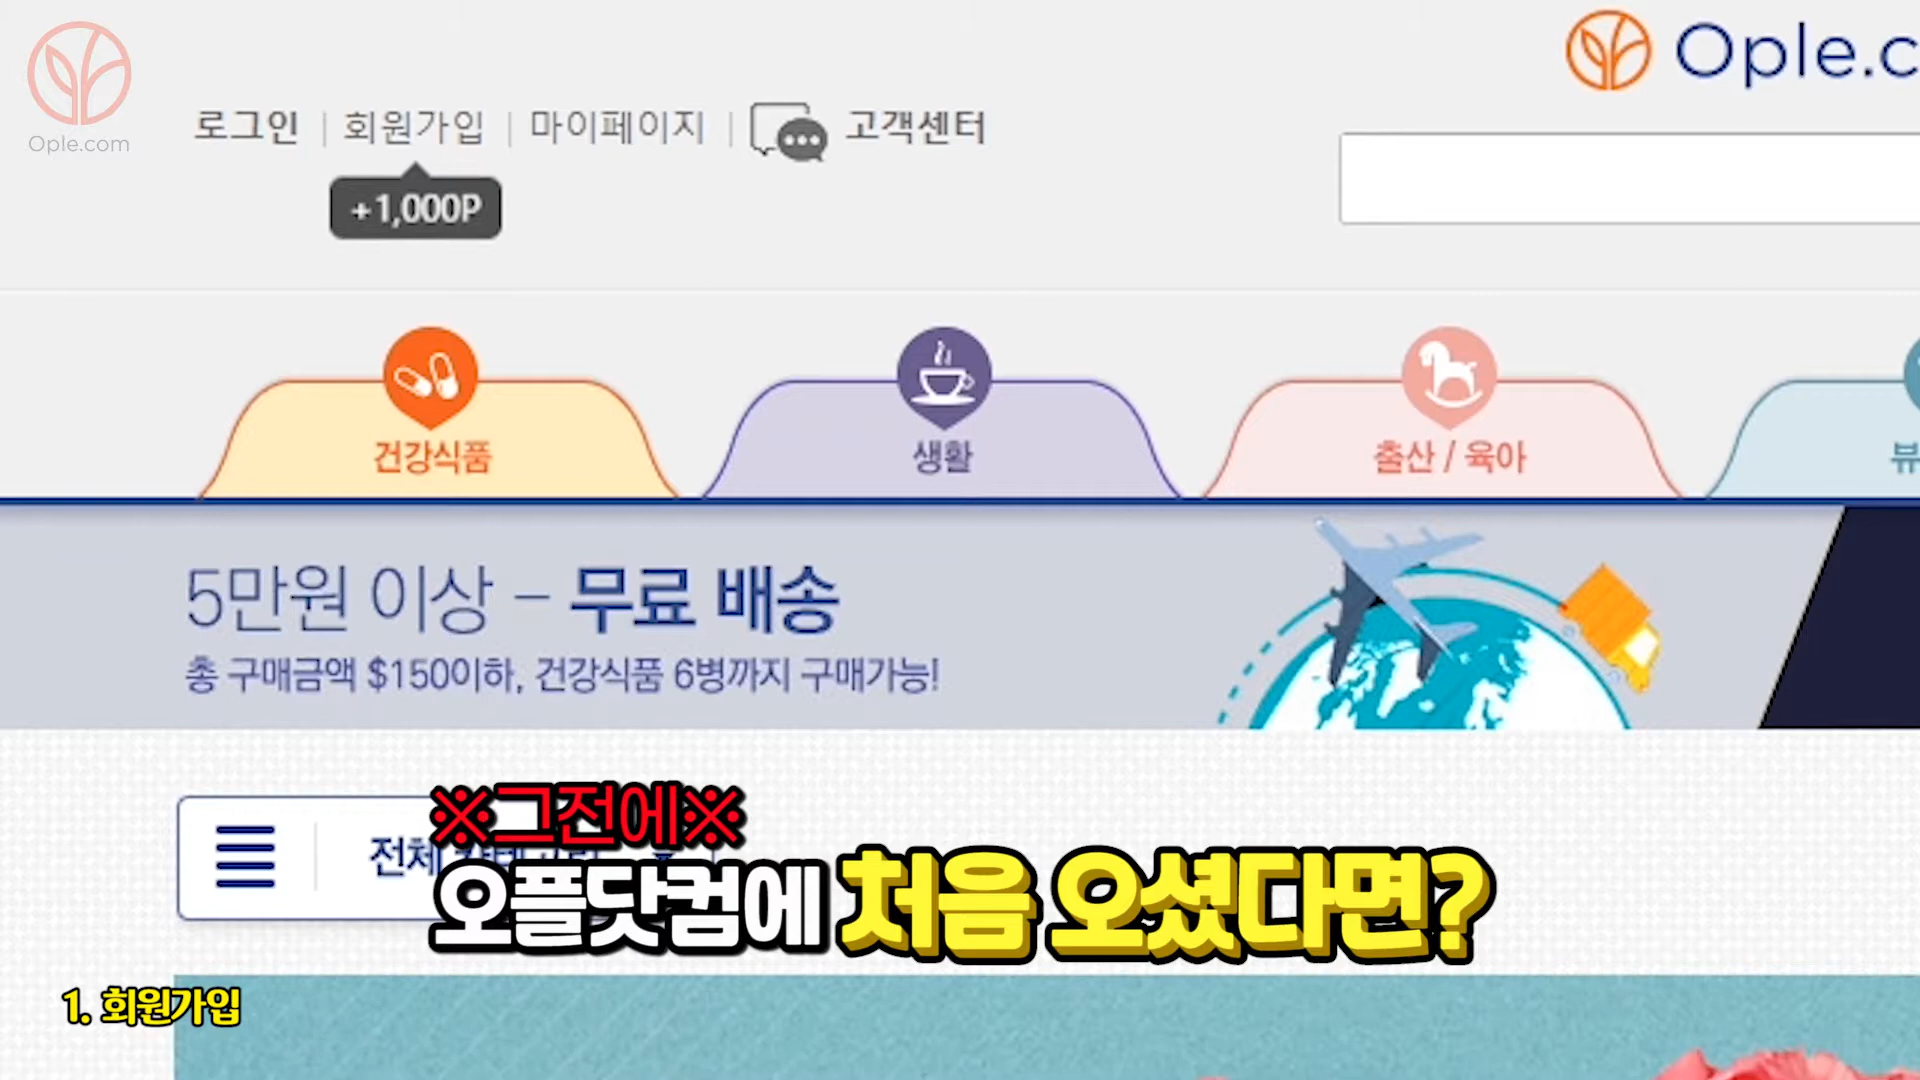 Ople.com
Ople.c
로그인 | 회원가입 | 마이페이지 | 고객센터
+1,000P
건강식품
생활
출산 / 육아
뷰
5만원 이상 - 무료 배송
총 구매금액 $150이하, 건강식품 6병까지 구매가능!
※그전에※
전체
오플닷컴에 처음 오셨다면?
1. 회원가입